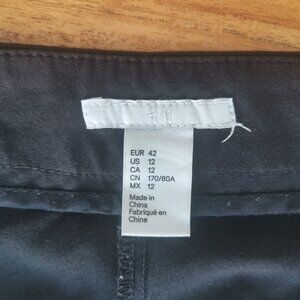 EUR 42
US 12
CA 12
CN 170/80A
MX 12
Made in
China
Fabriqué en
Chine